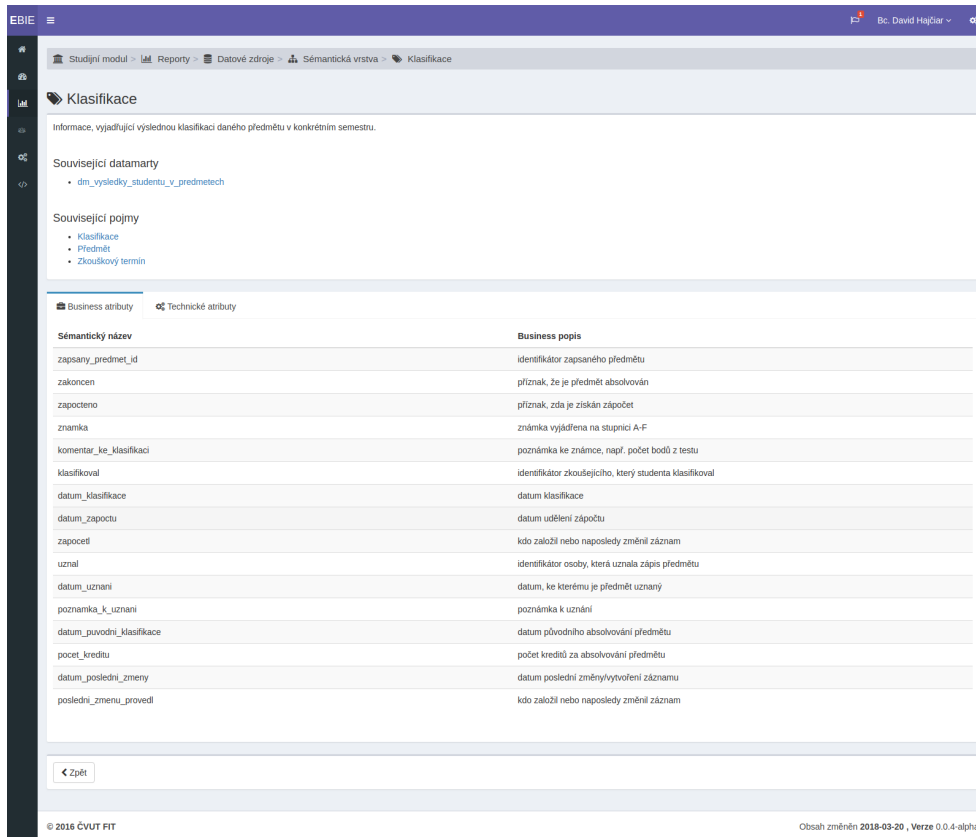 EBIE
1
Bc. David Hajčiar
Studijní modul > Reporty > Datové zdroje > Sémantická vrstva > Klasifikace
Klasifikace
Informace, vyjadřující výslednou klasifikaci daného předmětu v konkrétním semestru.
Související datamarty
• dm_vysledky_studentu_v_predmetech
Související pojmy
• Klasifikace
• Předmět
• Zkouškový termín
Business atributy Technické atributy
Sémantický název Business popis
zapsany_predmet_id identifikátor zapsaného předmětu
zakoncen příznak, že je předmět absolvován
zapocteno příznak, zda je získán zápočet
znamka známka vyjádřena na stupnici A-F
komentar_ke_klasifikaci poznámka ke známce, např. počet bodů z testu
klasifikoval identifikátor zkoušejícího, který studenta klasifikoval
datum_klasifikace datum klasifikace
datum_zapoctu datum udělení zápočtu
zapocetl kdo založil nebo naposledy změnil záznam
uznal identifikátor osoby, která uznala zápis předmětu
datum_uznani datum, ke kterému je předmět uznaný
poznamka_k_uznani poznámka k uznání
datum_puvodni_klasifikace datum původního absolvování předmětu
pocet_kreditu počet kreditů za absolvování předmětu
datum_posledni_zmeny datum poslední změny/vytvoření záznamu
posledni_zmenu_provedl kdo založil nebo naposledy změnil záznam
Zpět
© 2016 ČVUT FIT Obsah změněn 2018-03-20 , Verze 0.0.4-alpha